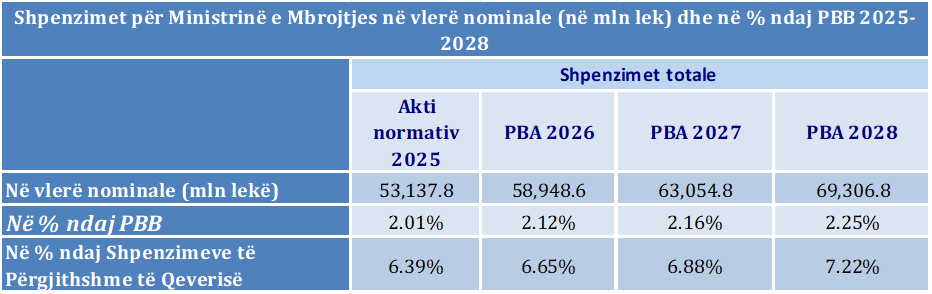 Shpenzimet për Ministrinë e Mbrojtjes në vlerë nominale (në mln lek) dhe në % ndaj PBB 2025-
2028
Shpenzimet totale
Akti
normativ
2025
PBA 2026
PBA 2027
PBA 2028
Në vlerë nominale (mln lekë) 53,137.8 58,948.6 63,054.8 69,306.8
Në % ndaj PBB 2.01% 2.12% 2.16% 2.25%
Në % ndaj Shpenzimeve të
Përgjithshme të Qeverisë
6.39% 6.65% 6.88% 7.22%